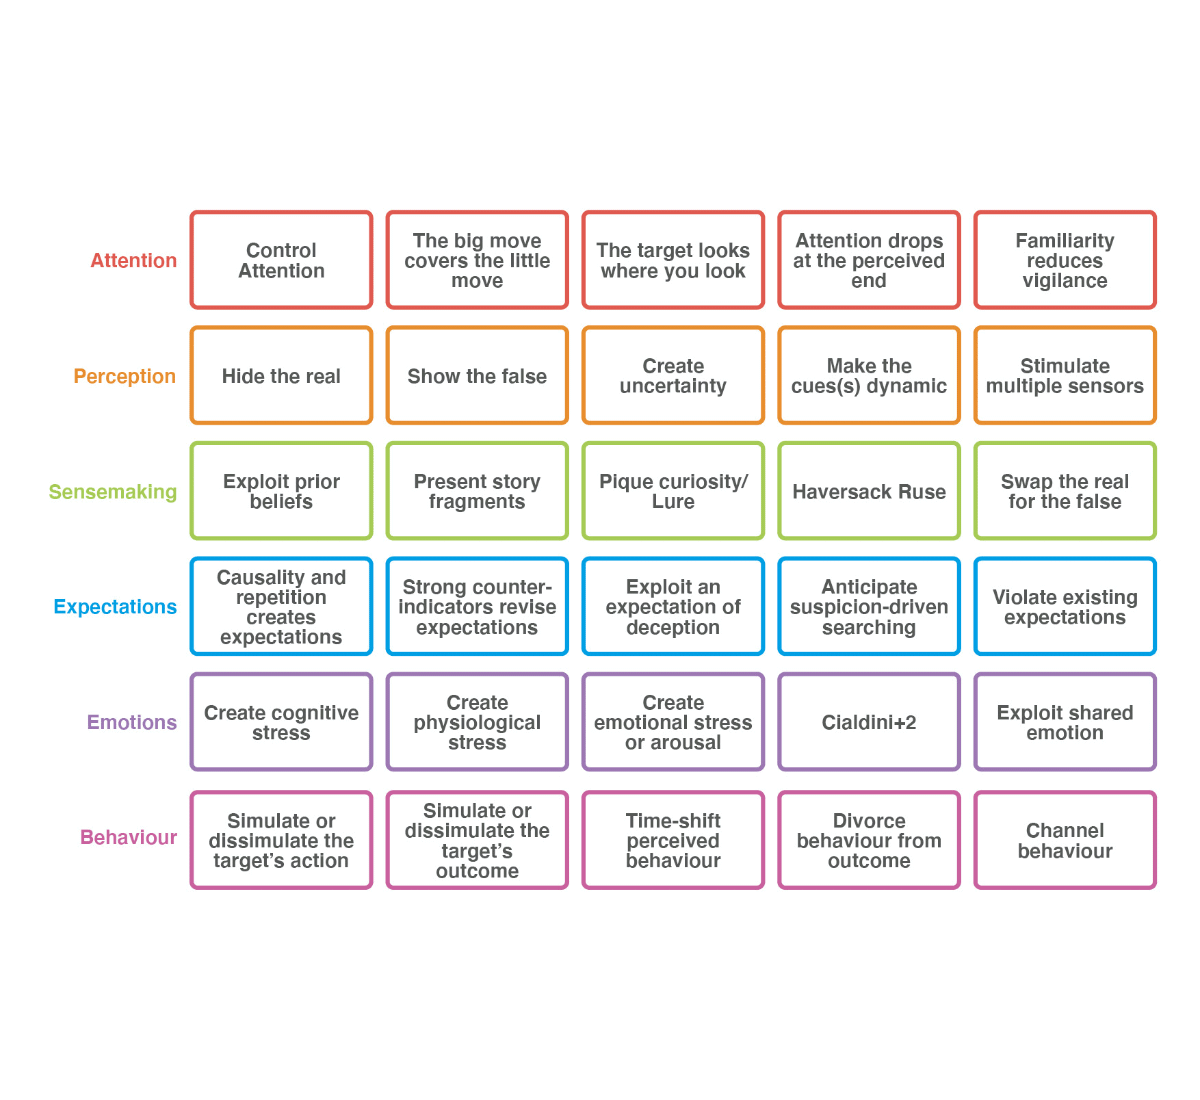 Attention
Control
Attention
The big move
covers the little
move
The target looks
where you look
Attention drops
at the perceived
end
Familiarity
reduces
vigilance
Perception
Hide the real
Show the false
Create
uncertainty
Make the
cues(s) dynamic
Stimulate
multiple sensors
Sensemaking
Exploit prior
beliefs
Present story
fragments
Pique curiosity/
Lure
Haversack Ruse
Swap the real
for the false
Expectations
Causality and
repetition
creates
expectations
Strong counter-
indicators revise
expectations
Exploit an
expectation of
deception
Anticipate
suspicion-driven
searching
Violate existing
expectations
Emotions
Create cognitive
stress
Create
physiological
stress
Create
emotional stress
or arousal
Cialdini+2
Exploit shared
emotion
Behaviour
Simulate or
dissimulate the
target’s action
Simulate or
dissimulate the
target’s
outcome
Time-shift
perceived
behaviour
Divorce
behaviour from
outcome
Channel
behaviour